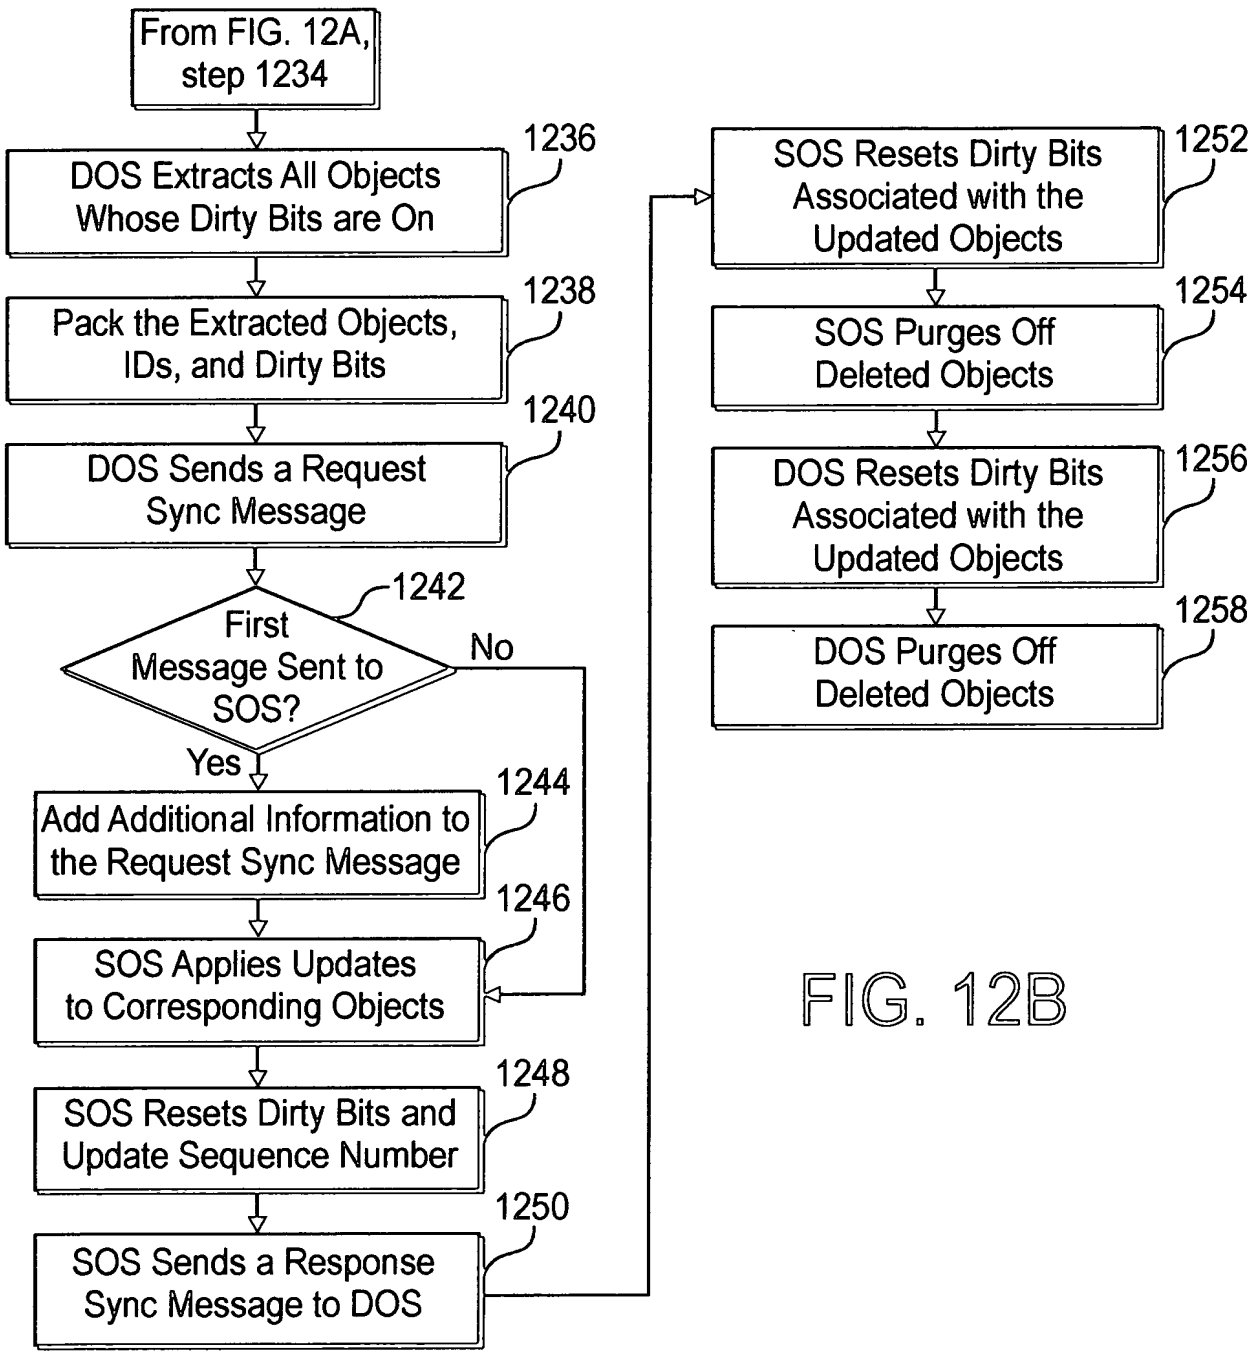 From FIG. 12A,
step 1234
1236
DOS Extracts All Objects
Whose Dirty Bits are On
1238
Pack the Extracted Objects,
IDs, and Dirty Bits
1240
DOS Sends a Request
Sync Message
1242
First
Message Sent to
SOS?
No
Yes
1244
Add Additional Information to
the Request Sync Message
1246
SOS Applies Updates
to Corresponding Objects
1248
SOS Resets Dirty Bits and
Update Sequence Number
1250
SOS Sends a Response
Sync Message to DOS
1252
SOS Resets Dirty Bits
Associated with the
Updated Objects
1254
SOS Purges Off
Deleted Objects
1256
DOS Resets Dirty Bits
Associated with the
Updated Objects
1258
DOS Purges Off
Deleted Objects
FIG. 12B